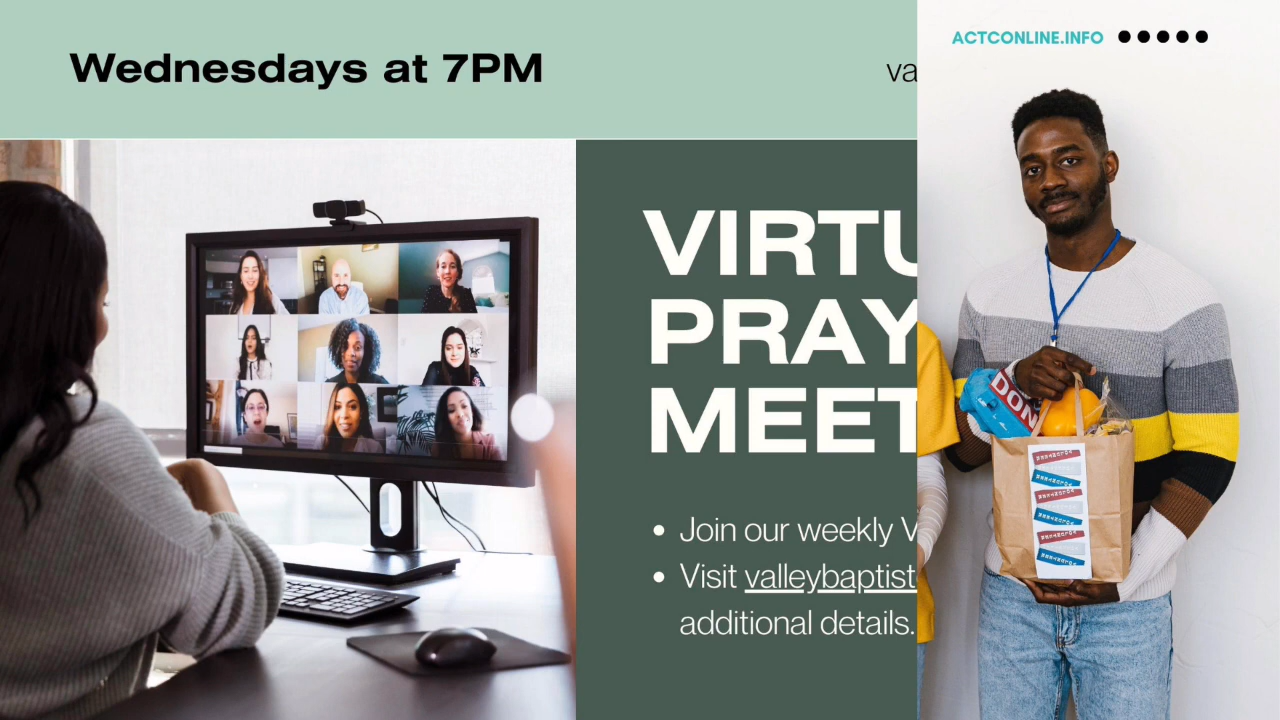 Wednesdays at 7PM
va
ACTCONLINE.INFO
VIRTU
PRAY
MEET
• Join our weekly V
• Visit valleybaptist
additional details.
DON